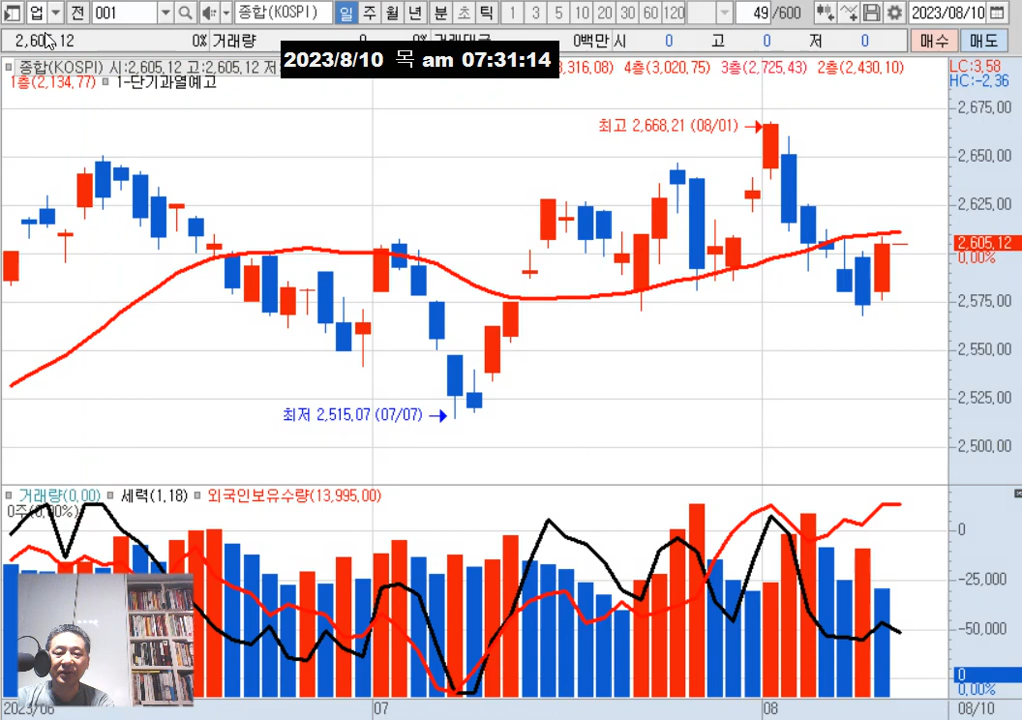 업 전 001 종합(KOSPI) 일 주 월 년 분 초 틱 1 3 5 10 20 30 60 120 49 /600 2023/08/10
0% 거래량 0백만 시 0 고 0 저 0 매수 매도
2023/8/10 목 am 07:31:14
종합(KOSPI) 시:2,605,12 고:2,605,12 저 4층(3,020,75) 3층(2,725,43) 2층(2,430,10) LC:3,58
1층(2,134,77) 1-단기과열예고 HC:-2,36
2,675,00
최고 2,668,21 (08/01)
2,650,00
2,625,00
2,605,12
0,00%
2,575,00
2,550,00
최저 2,515,07 (07/07)
2,525,00
2,500,00
거래량(0,00) 세력(1,18) 외국인보유수량(13,995,00)
0주(0,00%)
0
-25,000
-50,000
0
0,00%
2023/06 07 08 08/10